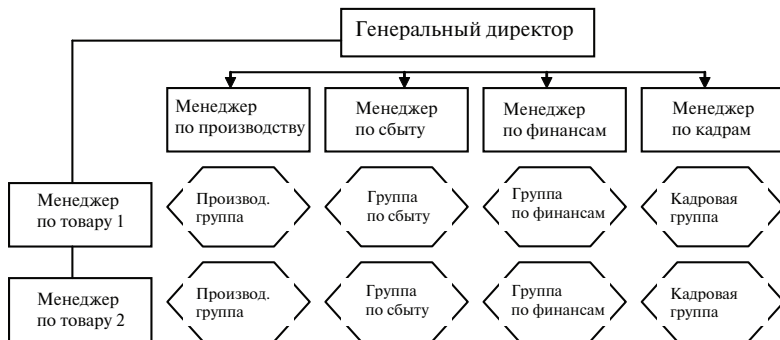 Генеральный директор
Менеджер
по производству
Менеджер
по сбыту
Менеджер
по финансам
Менеджер
по кадрам
Менеджер
по товару 1
Производ.
группа
Группа
по сбыту
Группа
по финансам
Кадровая
группа
Менеджер
по товару 2
Производ.
группа
Группа
по сбыту
Группа
по финансам
Кадровая
группа